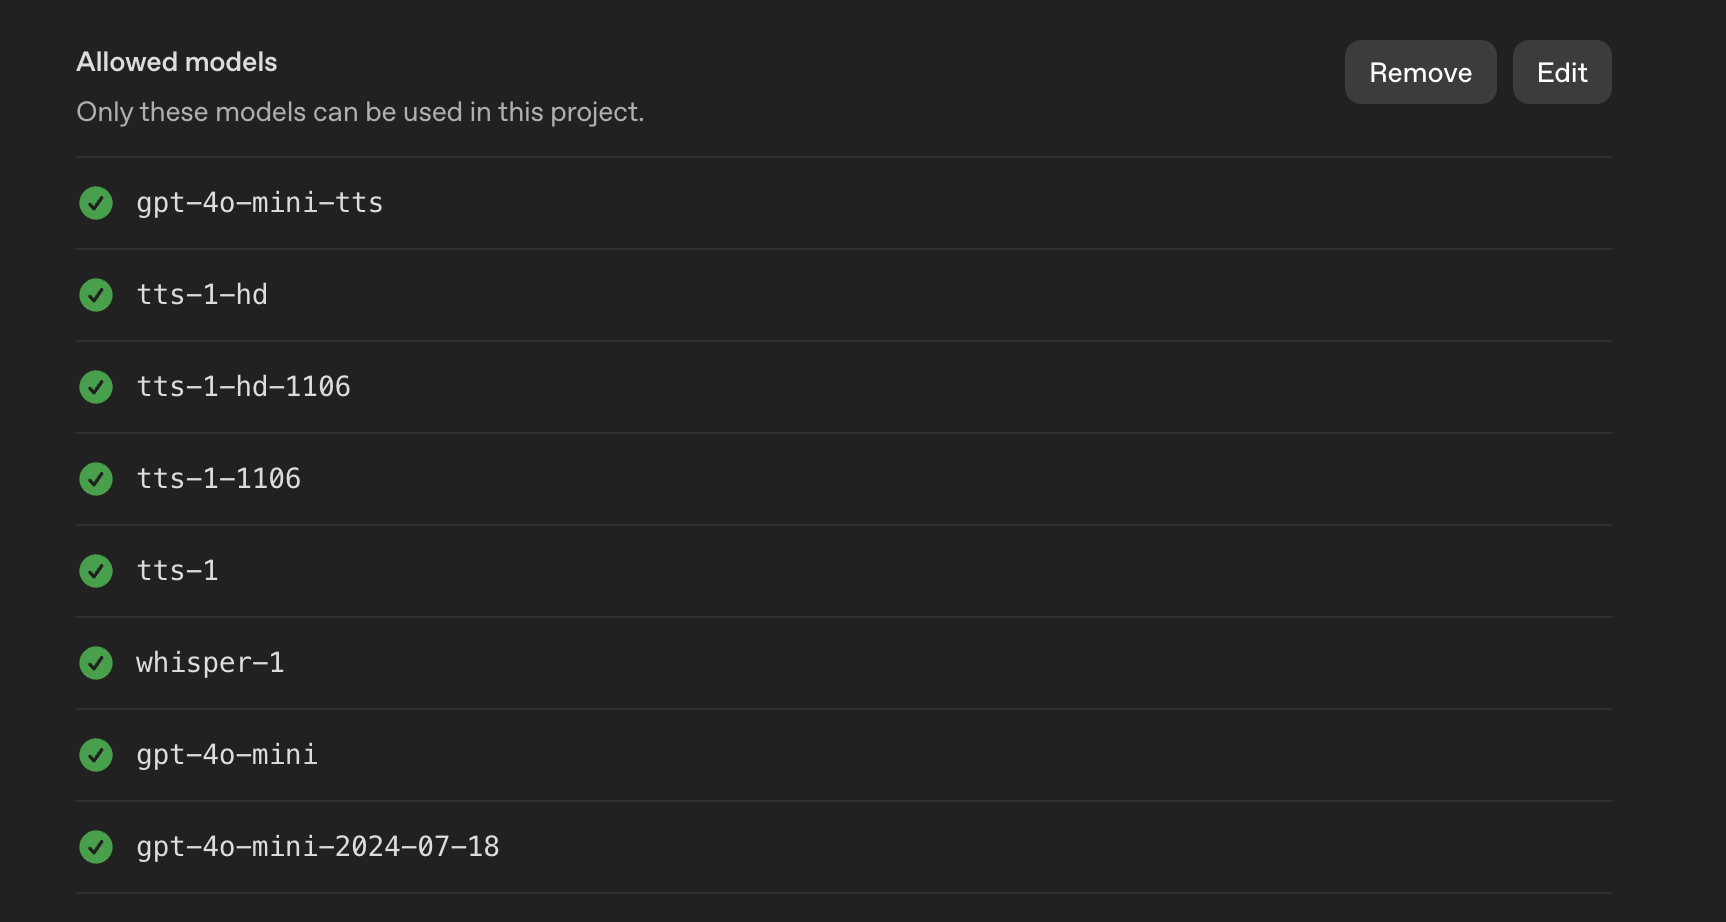 Allowed models
Remove
Edit
Only these models can be used in this project.
gpt-4o-mini-tts
tts-1-hd
tts-1-hd-1106
tts-1-1106
tts-1
whisper-1
gpt-4o-mini
gpt-4o-mini-2024-07-18